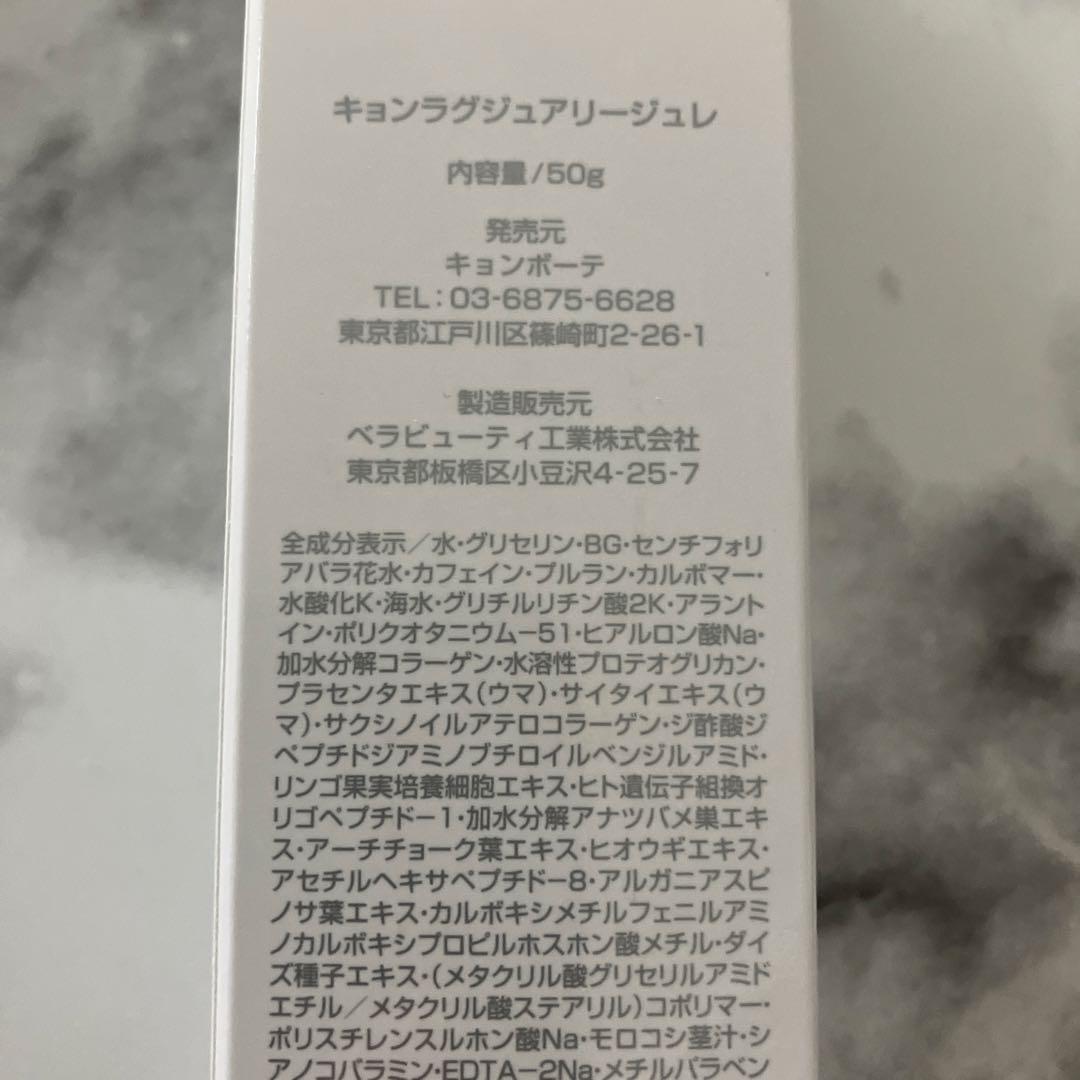 キョンラグジュアリージュレ
内容量/50g
発売元
キョンボーテ
TEL:03-6875-6628
東京都江戸川区篠崎町2-26-1
製造販売元
ベラビューティ工業株式会社
東京都板橋区小豆沢4-25-7
全成分表示/水・グリセリン・BG・センチフォリ
アバラ花水・カフェイン・プルラン・カルボマー・
水酸化K・海水・グリチルリチン酸2K・アラント
イン・ポリクオタニウム-51・ヒアルロン酸Na・
加水分解コラーゲン・水溶性プロテオグリカン・
プラセンタエキス(ウマ)・サイタイエキス(ウ
マ)・サクシノイルアテロコラーゲン・ジ酢酸ジ
ペプチドジアミノブチロイルベンジルアミド・
リンゴ果実培養細胞エキス・ヒト遺伝子組換オ
リゴペプチド-1・加水分解アナツバメ巣エキ
ス・アーチチョーク葉エキス・ヒオウギエキス・
アセチルヘキサペプチド-8・アルガニアスピ
ノサ葉エキス・カルボキシメチルフェニルアミ
ノカルボキシプロピルホスホン酸メチル・ダイ
ズ種子エキス・(メタクリル酸グリセリルアミド
エチル/メタクリル酸ステアリル)コポリマー・
ポリスチレンスルホン酸Na・モロコシ茎汁・シ
アノコバラミン・EDTA-2Na・メチルパラベン